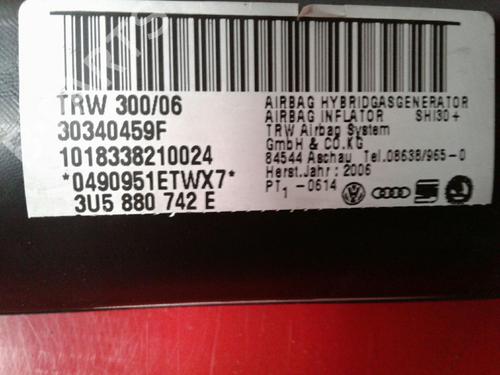 TRW 300/06
30340459F
1018338210024
*0490951ETWX7*
3U5 880 742 E
AIRBAG HYBRIDGASGENERATOR
AIRBAG INFLATOR SHI30+
TRW Airbag System
GmbH & CO.KG
84544 Aschau Tel.08638/965-0
Herst.Jahr: 2006
PT1-0614